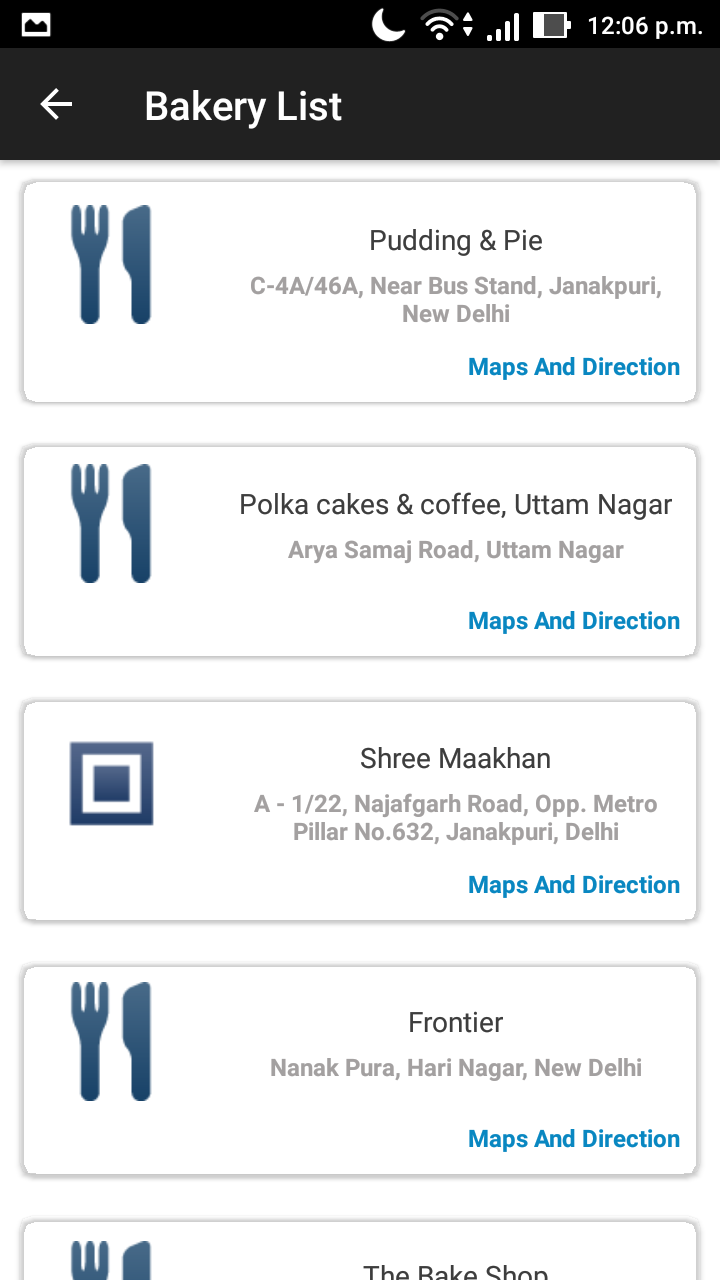 12:06 p.m.
Bakery List
Pudding & Pie
C-4A/46A, Near Bus Stand, Janakpuri,
New Delhi
Maps And Direction
Polka cakes & coffee, Uttam Nagar
Arya Samaj Road, Uttam Nagar
Maps And Direction
Shree Maakhan
A - 1/22, Najafgarh Road, Opp. Metro
Pillar No.632, Janakpuri, Delhi
Maps And Direction
Frontier
Nanak Pura, Hari Nagar, New Delhi
Maps And Direction
The Bake Shop